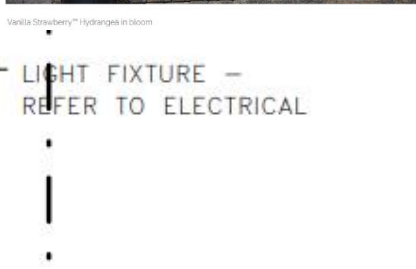 Vanilla Strawberry™ Hydrangea in bloom
LIGHT FIXTURE –
REFER TO ELECTRICAL